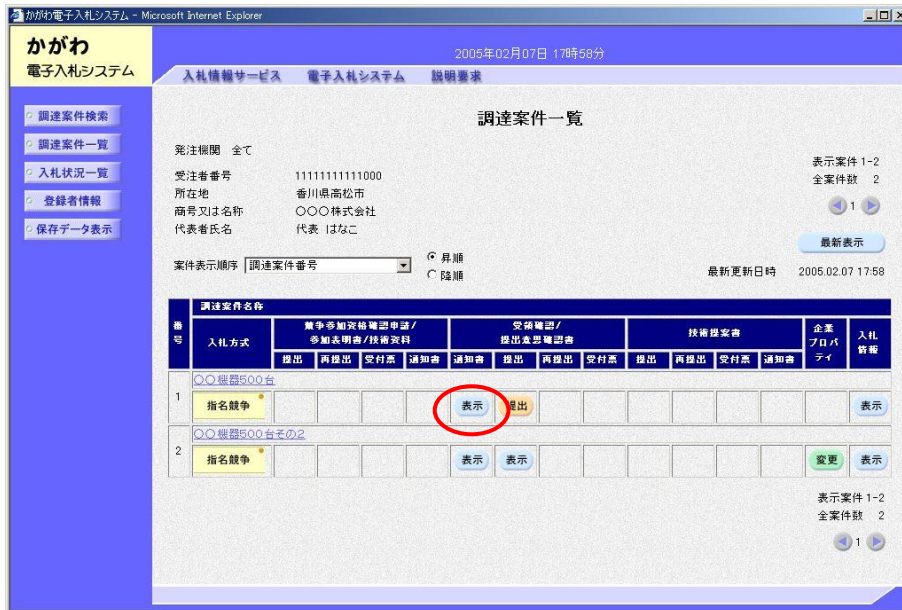 かがわ電子入札システム - Microsoft Internet Explorer
かがわ
電子入札システム
2005年02月07日 17時58分
入札情報サービス 電子入札システム 説明要求
調達案件検索
調達案件一覧
入札状況一覧
登録者情報
保存データ表示
調達案件一覧
発注機関 全て
受注者番号 11111111111000
所在地 香川県高松市
商号又は名称 〇〇〇株式会社
代表者氏名 代表 はなこ
表示案件 1-2
全案件数 2
1
最新表示
案件表示順序 調達案件番号
昇順
降順
最新更新日時 2005.02.07 17:58
番号
調達案件名称
入札方式
競争参加資格確認申請/
参加表明書/技術資料
受領確認/
提出意思確認書
技術提案書
企業プロパティ
入札情報
提出 再提出 受付票 通知書 通知書 提出 再提出 受付票 提出 再提出 受付票 通知書
1
〇〇機器500台
指名競争 表示 提出 表示
2
〇〇機器500台その2
指名競争 表示 表示 変更 表示
表示案件 1-2
全案件数 2
1